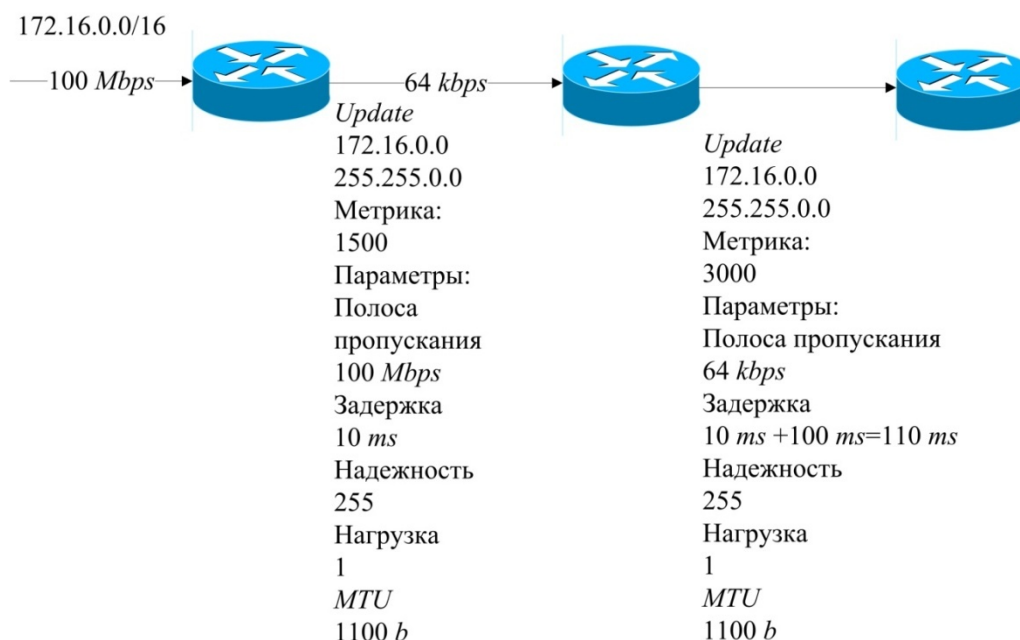 172.16.0.0/16
100 Mbps
64 kbps
Update
172.16.0.0
255.255.0.0
Метрика:
1500
Параметры:
Полоса
пропускания
100 Mbps
Задержка
10 ms
Надежность
255
Нагрузка
1
MTU
1100 b
Update
172.16.0.0
255.255.0.0
Метрика:
3000
Параметры:
Полоса пропускания
64 kbps
Задержка
10 ms +100 ms=110 ms
Надежность
255
Нагрузка
1
MTU
1100 b